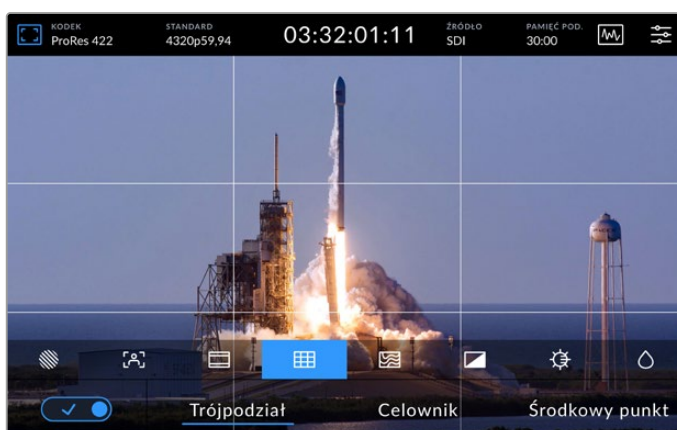 KODEK STANDARD 03:32:01:11 ŹRÓDŁO PAMIĘĆ POD.
ProRes 422 4320p59,94 SDI 30:00
Trójpodział Celownik Środkowy punkt